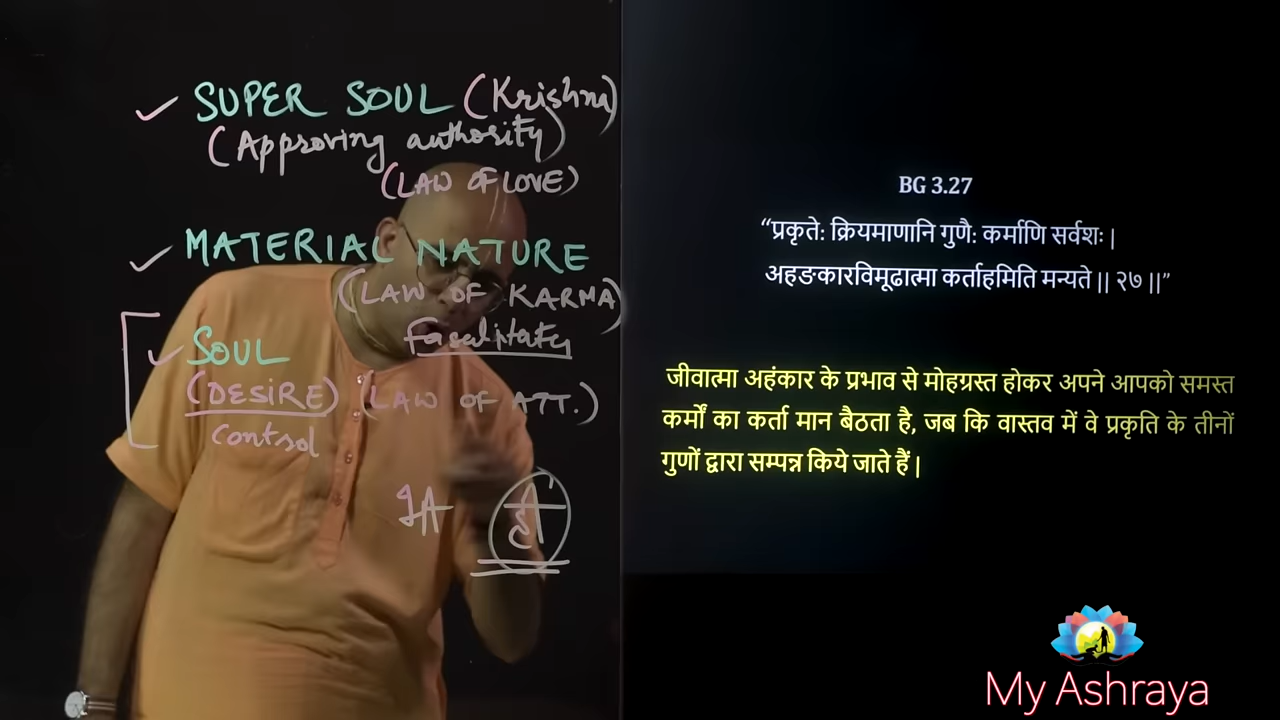 SUPER SOUL (Krishna)
(Approving authority)
(LAW OF LOVE)
MATERIAL NATURE
(LAW OF KARMA)
SOUL
(DESIRE) (LAW OF ATT.)
control
BG 3.27
“प्रकृते: क्रियमाणानि गुणै: कर्माणि सर्वशः |
अहङकारविमूढात्मा कर्ताहमिति मन्यते || २७ ||”
जीवात्मा अहंकार के प्रभाव से मोहग्रस्त होकर अपने आपको समस्त
कर्मों का कर्ता मान बैठता है, जब कि वास्तव में वे प्रकृति के तीनों
गुणों द्वारा सम्पन्न किये जाते हैं |
My Ashraya